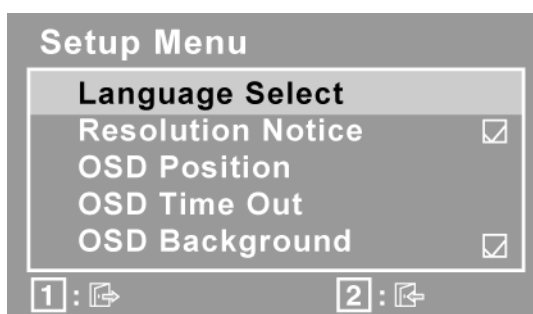 Setup Menu
Language Select
Resolution Notice
OSD Position
OSD Time Out
OSD Background
1 : 2 :